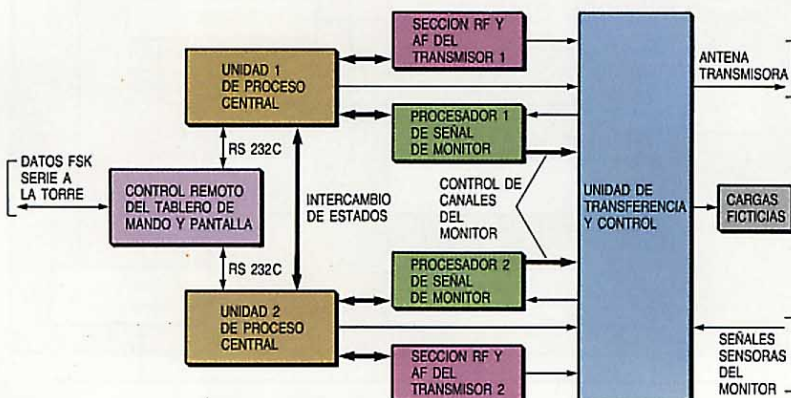 SECCION RF Y
AF DEL
TRANSMISOR 1
UNIDAD 1
DE PROCESO
CENTRAL
ANTENA
TRANSMISORA
PROCESADOR 1
DE SEÑAL
DE MONITOR
RS 232C
DATOS FSK
SERIE A
LA TORRE
CONTROL REMOTO
DEL TABLERO DE
MANDO Y PANTALLA
INTERCAMBIO
DE ESTADOS
CONTROL DE
CANALES
DEL
MONITOR
UNIDAD DE
TRANSFERENCIA
Y CONTROL
CARGAS
FICTICIAS
RS 232C
PROCESADOR 2
DE SEÑAL
DE MONITOR
UNIDAD 2
DE PROCESO
CENTRAL
SECCION RF Y
AF DEL
TRANSMISOR 2
SEÑALES
SENSORAS
DEL
MONITOR